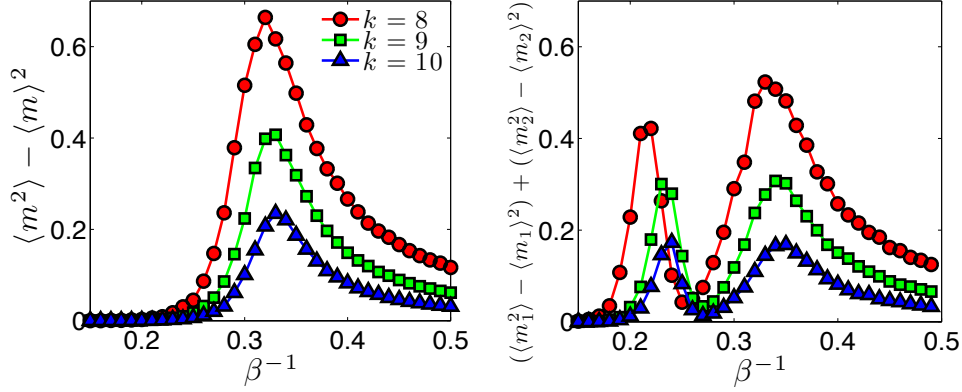 ⟨m²⟩ − ⟨m⟩²
0.6
0.4
0.2
0
0.2
0.3
0.4
0.5
β⁻¹
k = 8
k = 9
k = 10
(⟨m₁²⟩ − ⟨m₁⟩²) + (⟨m₂²⟩ − ⟨m₂⟩²)
0.6
0.4
0.2
0
0.2
0.3
0.4
0.5
β⁻¹